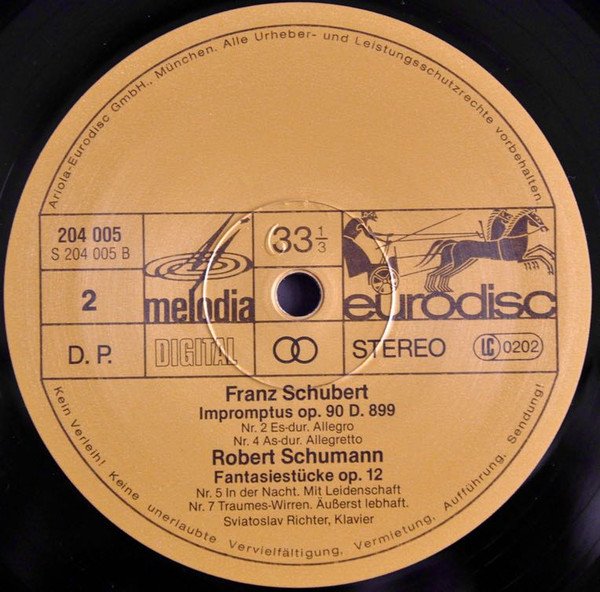 Ariola-Eurodisc GmbH., München. Alle Urheber- und Leistungsschutzrechte vorbehalten.
204 005
S 204 005 B
2
D. P.
melodia
DIGITAL
33 1/3
eurodisc
STEREO
LC 0202
Franz Schubert
Impromptus op. 90 D. 899
Nr. 2 Es-dur. Allegro
Nr. 4 As-dur. Allegretto
Robert Schumann
Fantasiestücke op. 12
Nr. 5 In der Nacht. Mit Leidenschaft
Nr. 7 Traumes-Wirren. Äußerst lebhaft.
Sviatoslav Richter, Klavier
Kein Verleih! Keine unerlaubte Vervielfältigung, Vermietung, Aufführung, Sendung!